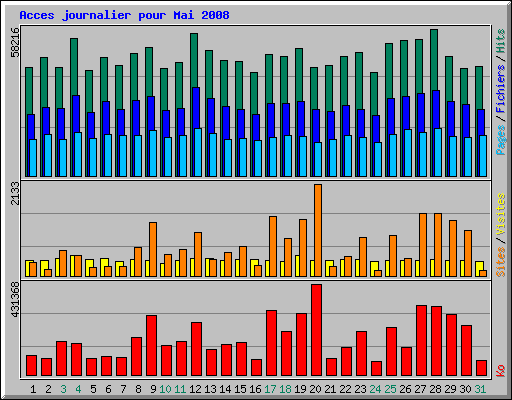 Acces journalier pour Mai 2008
58216
Pages / Fichiers / Hits
2133
Sites / Visites
431368
Ko
1 2 3 4 5 6 7 8 9 10 11 12 13 14 15 16 17 18 19 20 21 22 23 24 25 26 27 28 29 30 31